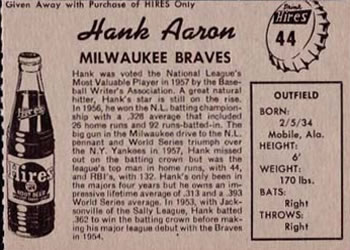 Given Away with Purchase of HIRES Only
Hank Aaron
MILWAUKEE BRAVES
Drink
Hires
44
Hank was voted the National League's
Most Valuable Player in 1957 by the Base-
ball Writer's Association. A great natural
hitter, Hank's star is still on the rise.
In 1956, he won the N.L. batting champion-
ship with a .328 average that included
26 home runs and 92 runs-batted-in. The
big gun in the Milwaukee drive to the N.L.
pennant and World Series triumph over
the N.Y. Yankees in 1957, Hank missed
out on the batting crown but was the
league's top man in home runs, with
44, and RBI's, with 132. Hank's only been in
the majors four years but he owns an im-
pressive lifetime average of .313 and a .393
World Series average. In 1953, with Jack-
sonville of the Sally League, Hank batted
.362 to win the batting crown before mak-
ing his major league debut with the Braves
in 1954.
Hires
ROOT BEER
OUTFIELD
BORN:
2/5/34
Mobile, Ala.
HEIGHT:
6'
WEIGHT:
170 lbs.
BATS:
Right
THROWS:
Right